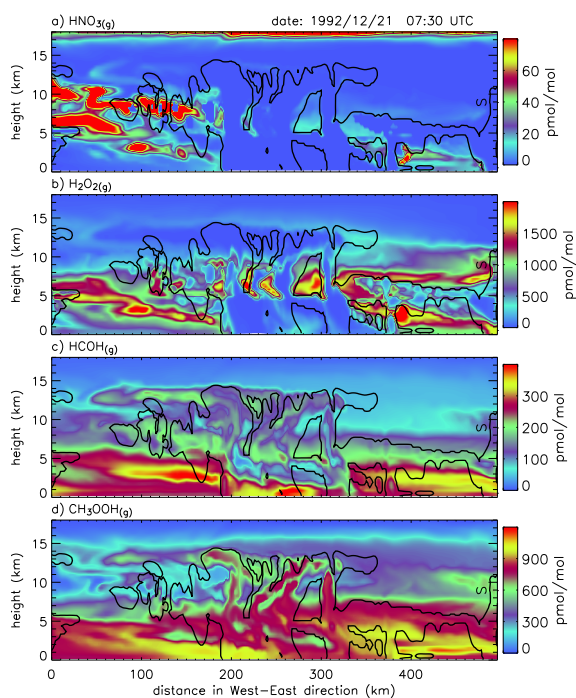 a) HNO3(g) date: 1992/12/21 07:30 UTC
height (km)
15
10
5
0
60
40
20
0
pmol/mol
b) H2O2(g)
height (km)
15
10
5
0
1500
1000
500
0
pmol/mol
S
c) HCOH(g)
height (km)
15
10
5
0
300
200
100
0
pmol/mol
S
d) CH3OOH(g)
height (km)
15
10
5
0
900
600
300
0
pmol/mol
S
0 100 200 300 400
distance in West-East direction (km)